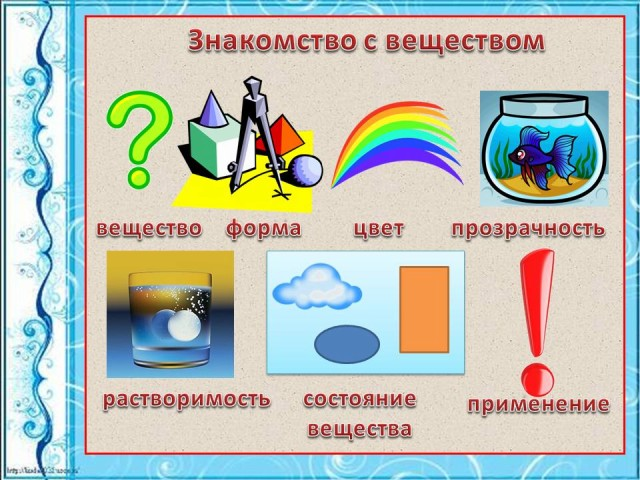 Знакомство с веществом
вещество форма цвет прозрачность
растворимость состояние вещества применение